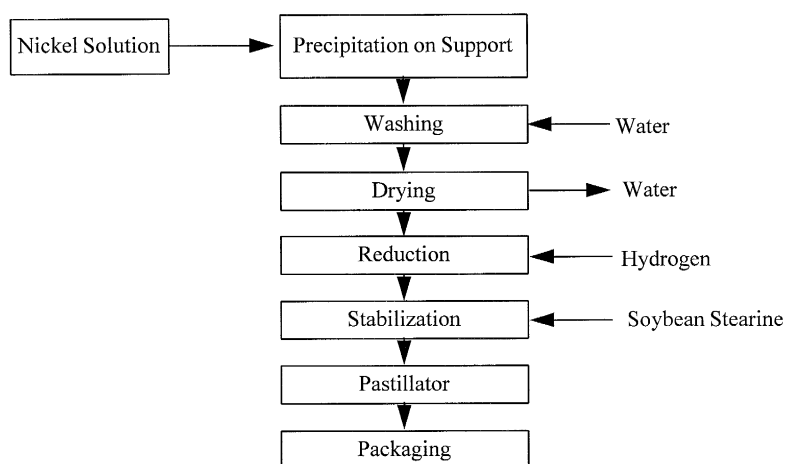 Nickel Solution
Precipitation on Support
Washing
Water
Drying
Water
Reduction
Hydrogen
Stabilization
Soybean Stearine
Pastillator
Packaging